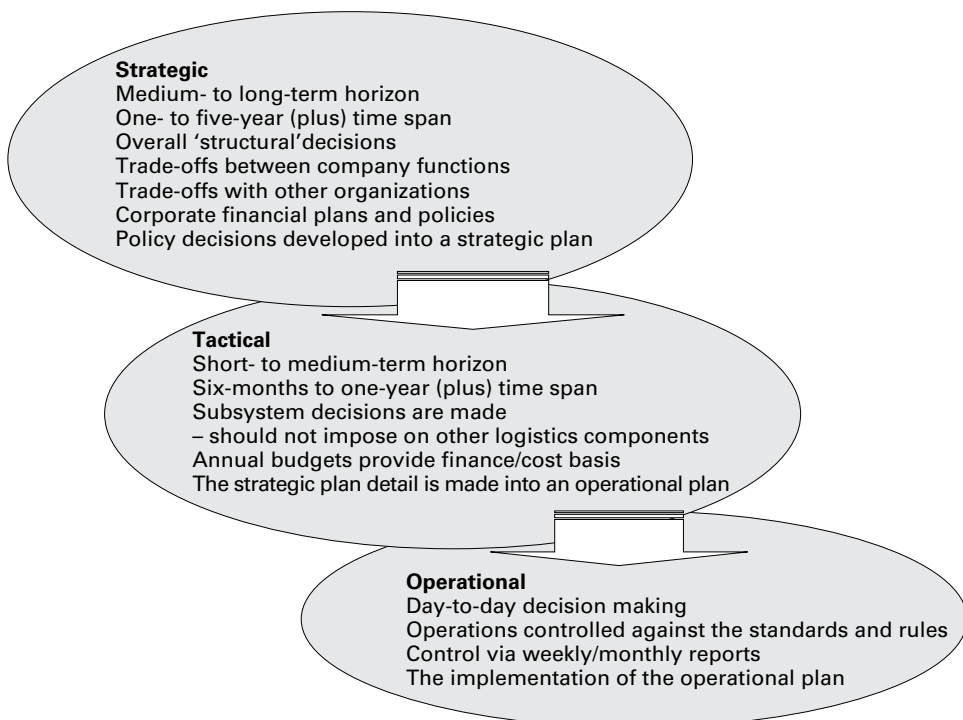 Strategic
Medium- to long-term horizon
One- to five-year (plus) time span
Overall ‘structural’decisions
Trade-offs between company functions
Trade-offs with other organizations
Corporate financial plans and policies
Policy decisions developed into a strategic plan
Tactical
Short- to medium-term horizon
Six-months to one-year (plus) time span
Subsystem decisions are made
– should not impose on other logistics components
Annual budgets provide finance/cost basis
The strategic plan detail is made into an operational plan
Operational
Day-to-day decision making
Operations controlled against the standards and rules
Control via weekly/monthly reports
The implementation of the operational plan